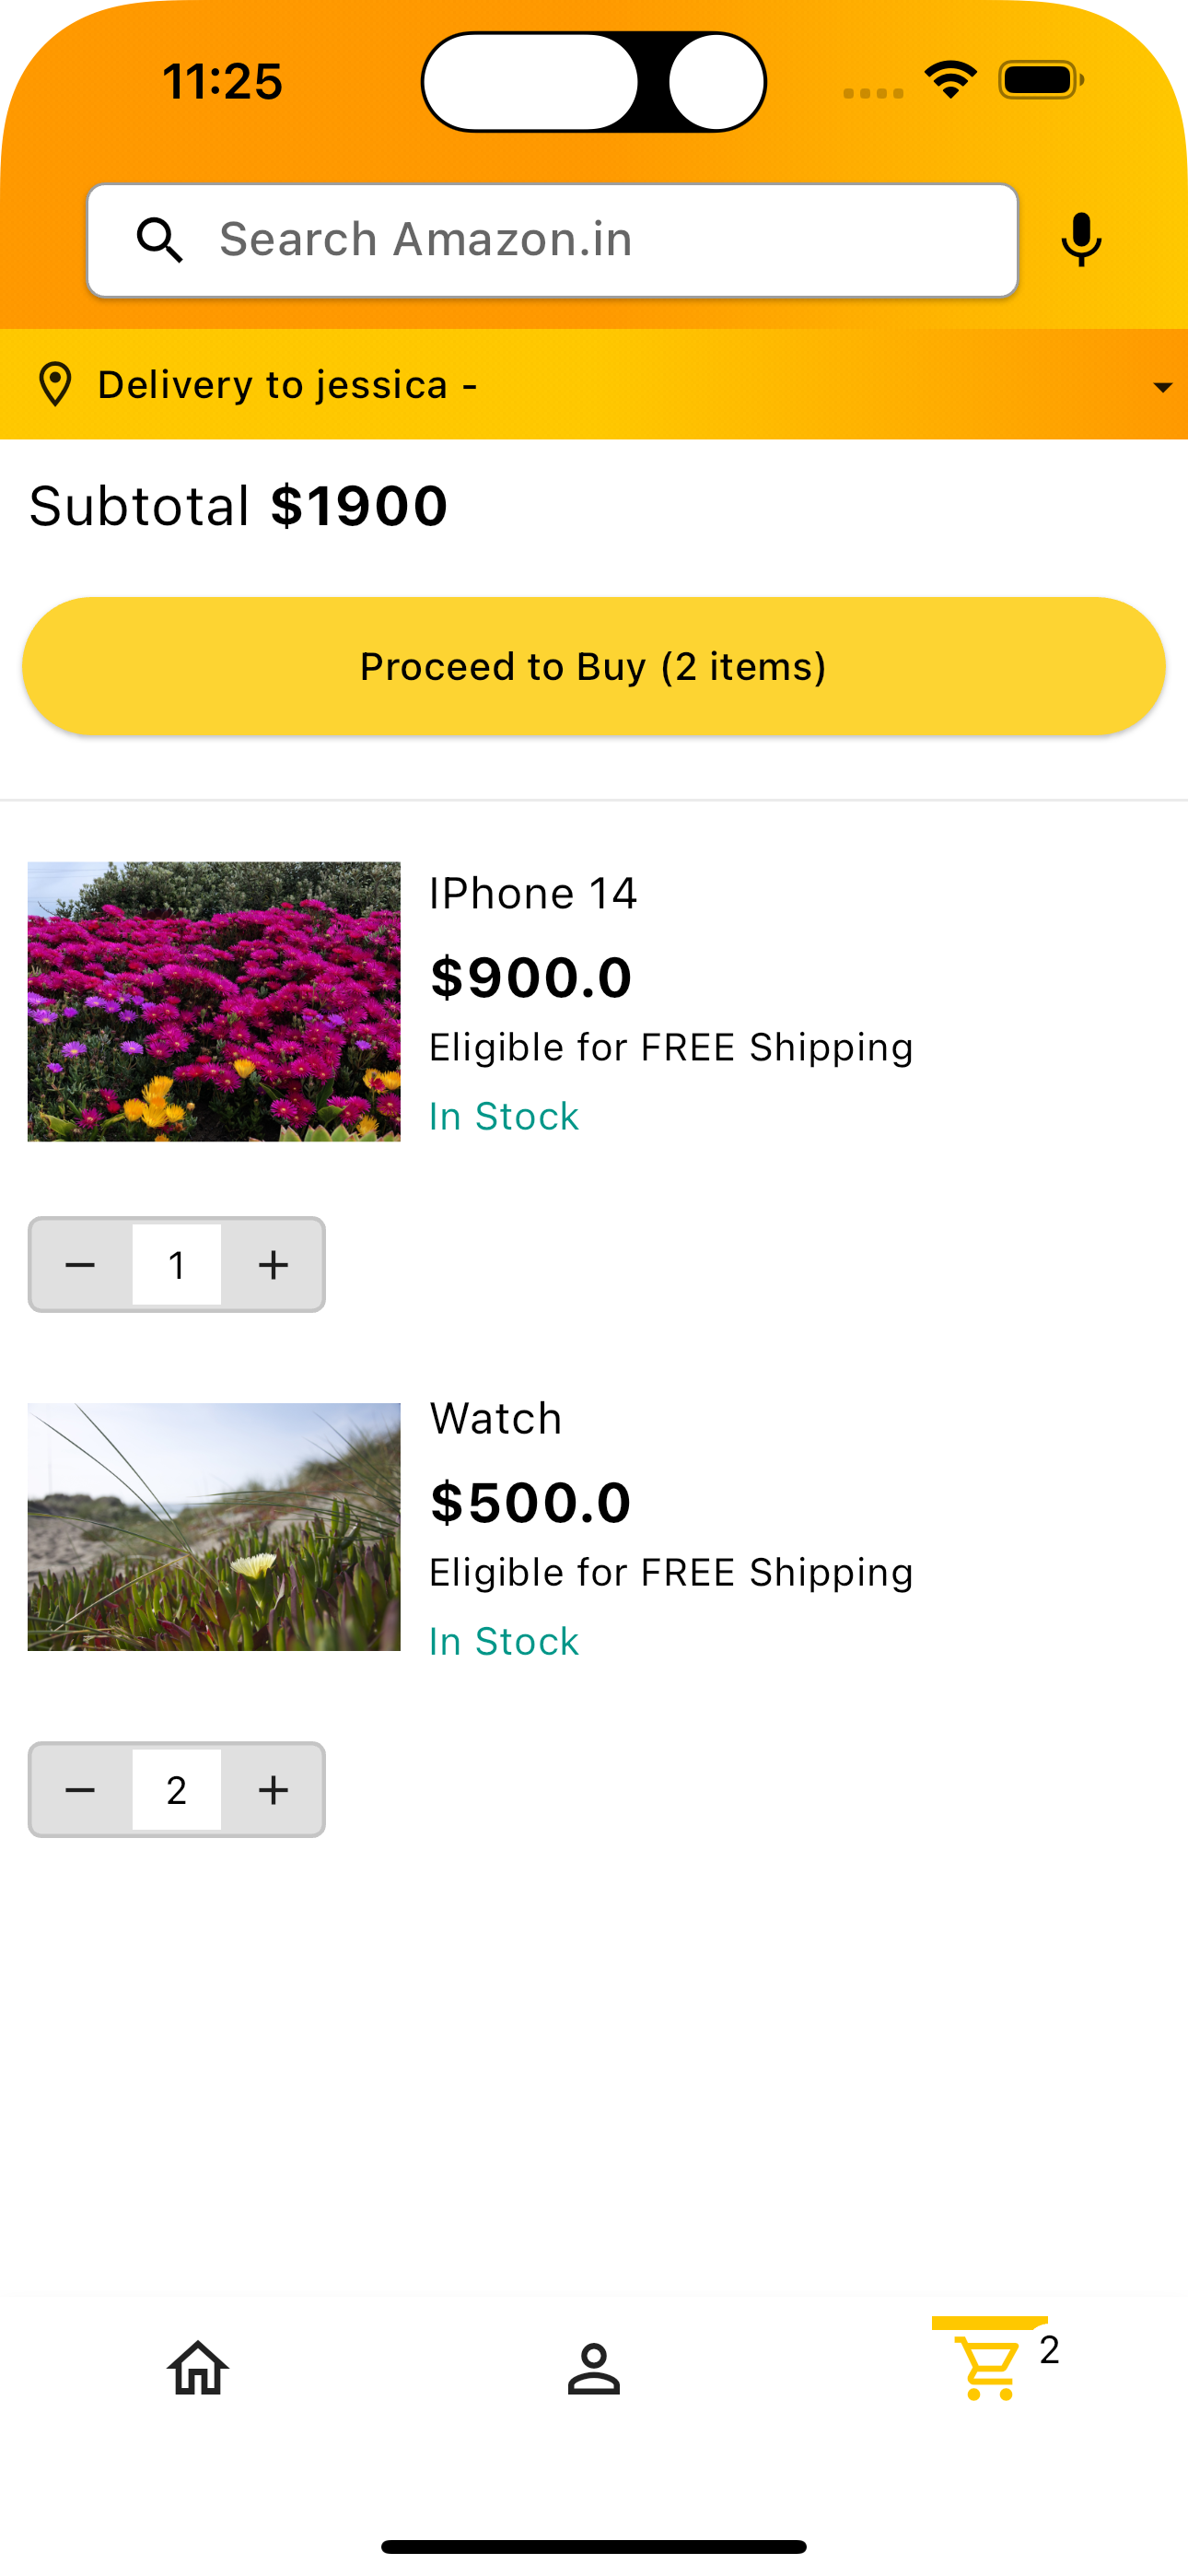 11:25
Search Amazon.in
Delivery to jessica -
Subtotal $1900
Proceed to Buy (2 items)
IPhone 14
$900.0
Eligible for FREE Shipping
In Stock
1
Watch
$500.0
Eligible for FREE Shipping
In Stock
2
2